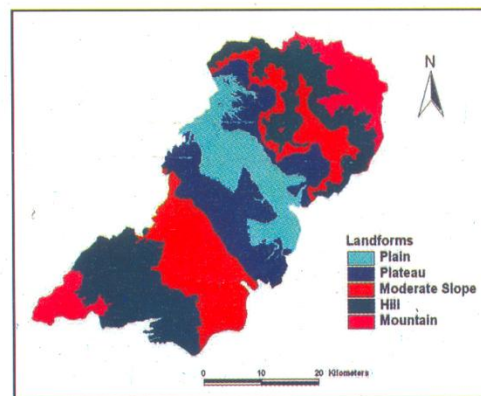 N
Landforms
Plain
Plateau
Moderate Slope
Hill
Mountain
0 10 20 Kilometers